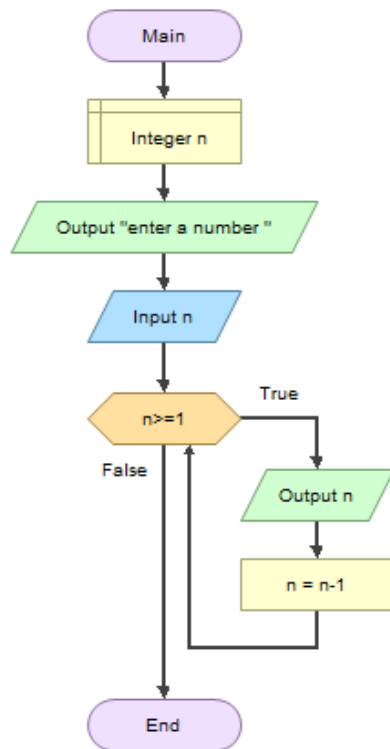 Main
Integer n
Output "enter a number "
Input n
n>=1
True
False
Output n
n = n-1
End